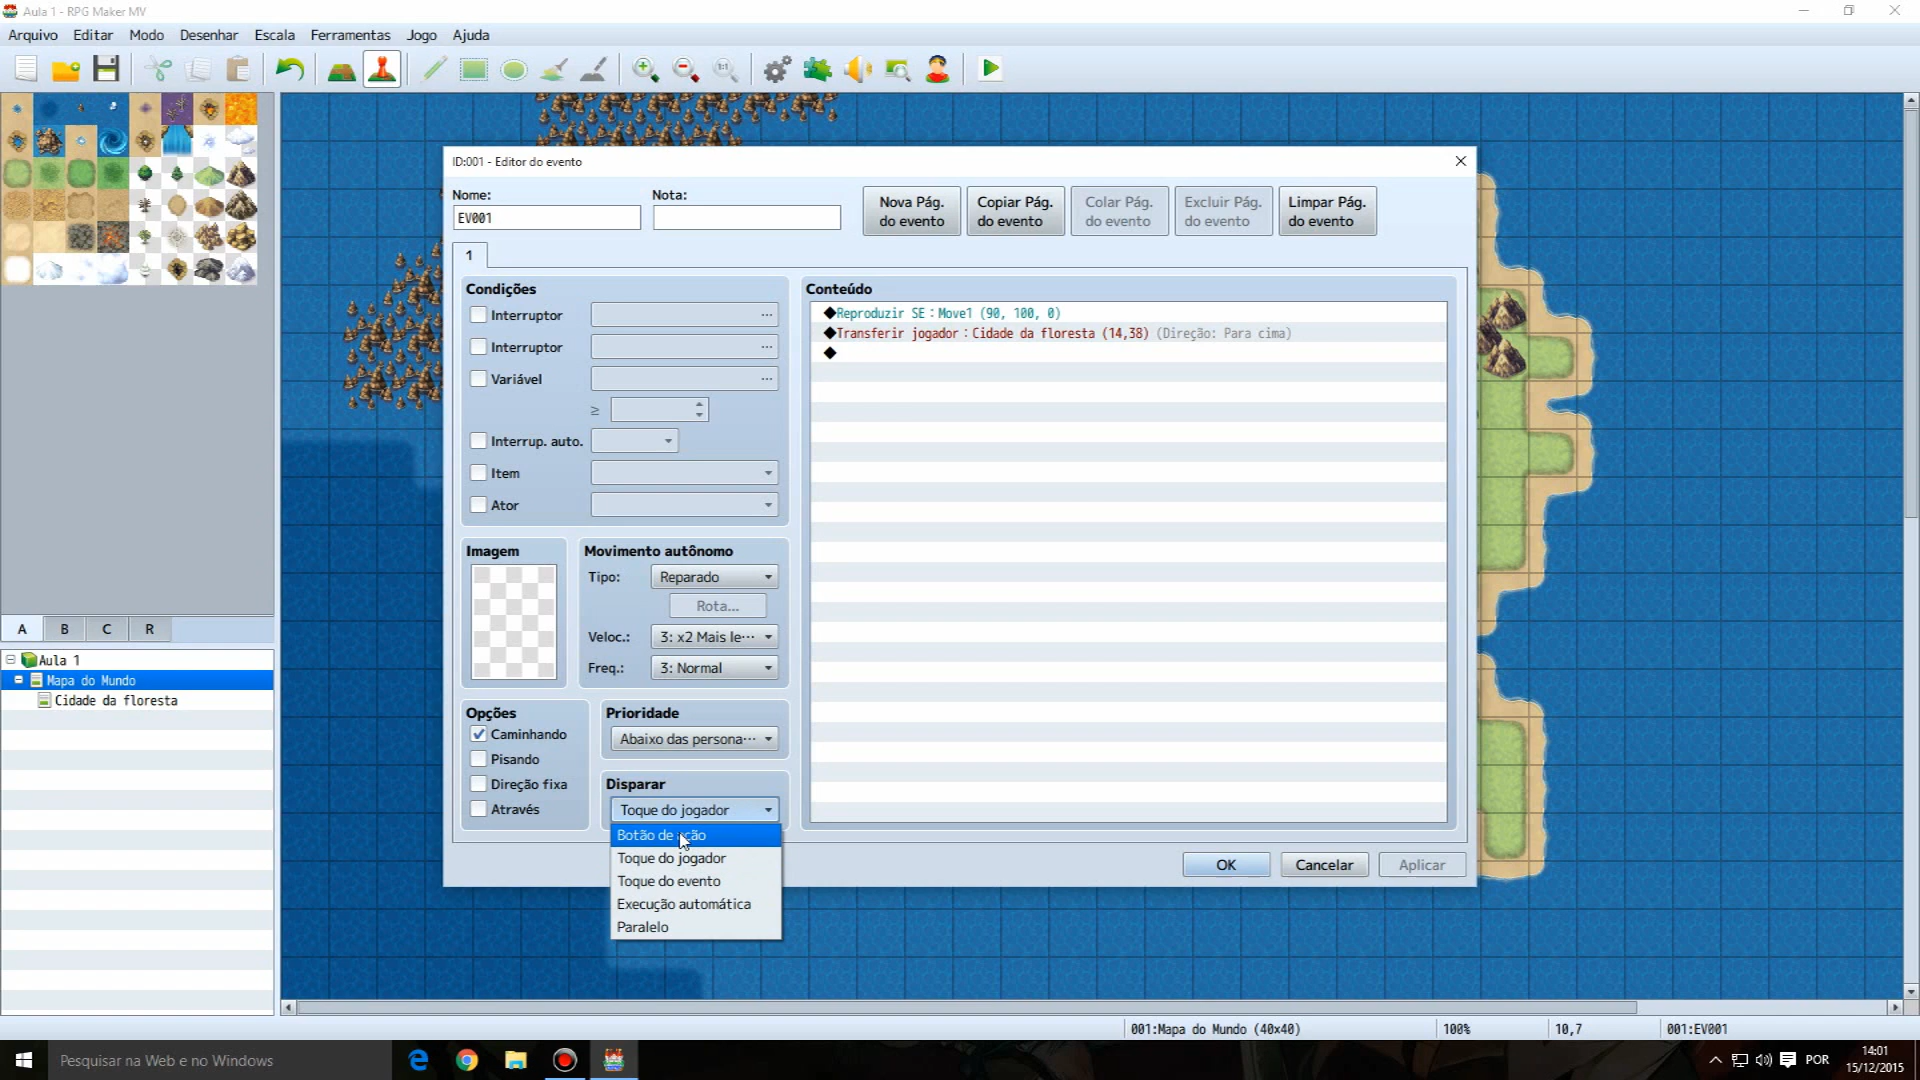 Aula 1 - RPG Maker MV
Arquivo Editar Modo Desenhar Escala Ferramentas Jogo Ajuda
1:1
ID:001 - Editor do evento
Nome: Nota:
EV001
Nova Pág. do evento
Copiar Pág. do evento
Colar Pág. do evento
Excluir Pág. do evento
Limpar Pág. do evento
1
Condições
Interruptor ...
Interruptor ...
Variável ...
≥
Interrup. auto.
Item
Ator
Imagem
Movimento autônomo
Tipo: Reparado
Rota...
Veloc.: 3: x2 Mais le···
Freq.: 3: Normal
Opções
Caminhando
Pisando
Direção fixa
Através
Prioridade
Abaixo das persona···
Disparar
Toque do jogador
Botão de ação
Toque do jogador
Toque do evento
Execução automática
Paralelo
Conteúdo
◆Reproduzir SE：Move1 (90, 100, 0)
◆Transferir jogador：Cidade da floresta (14,38) (Direção: Para cima)
◆
OK Cancelar Aplicar
A B C R
Aula 1
Mapa do Mundo
Cidade da floresta
001:Mapa do Mundo (40x40) 100% 10,7 001:EV001
Pesquisar na Web e no Windows
POR
14:01
15/12/2015